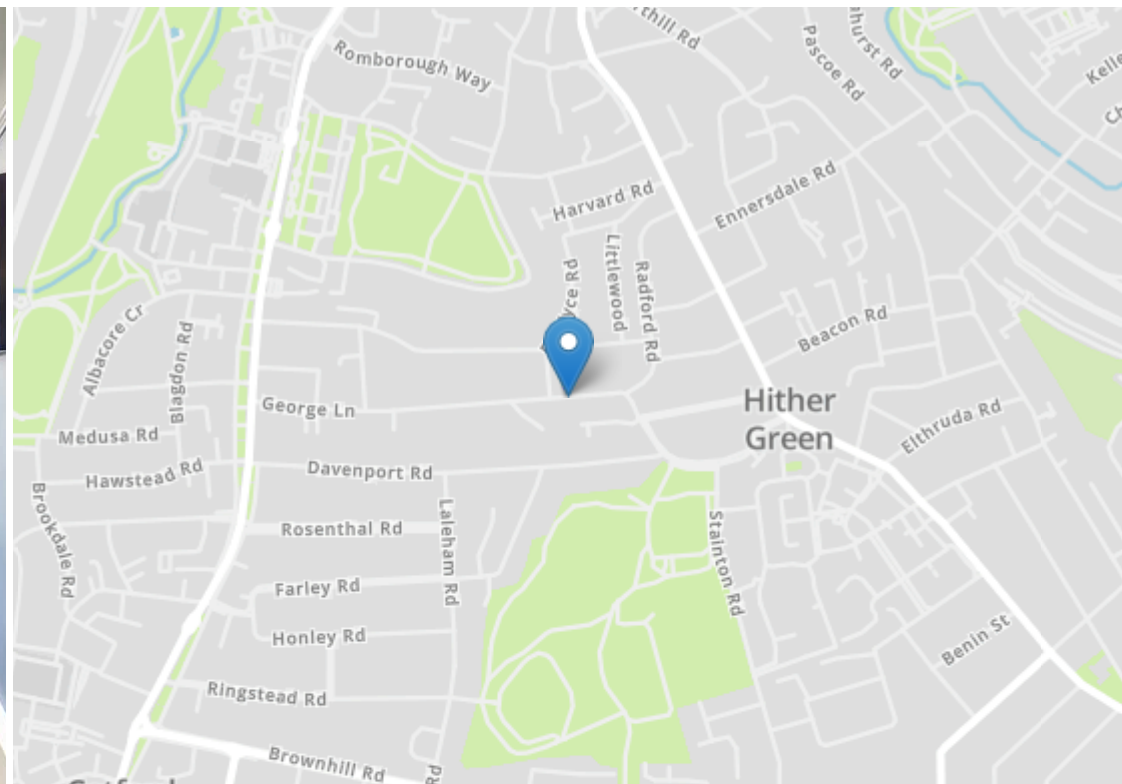 Romborough Way
Pascoe Rd
Harvard Rd
Ennersdale Rd
Littlewood
Radford Rd
Beacon Rd
Albacore Cr
Blagdon Rd
George Ln
Hither
Green
Elthruda Rd
Medusa Rd
Hawstead Rd
Davenport Rd
Brookdale Rd
Laleham Rd
Rosenthal Rd
Stainton Rd
Farley Rd
Honley Rd
Benin St
Ringstead Rd
Brownhill Rd
Rd